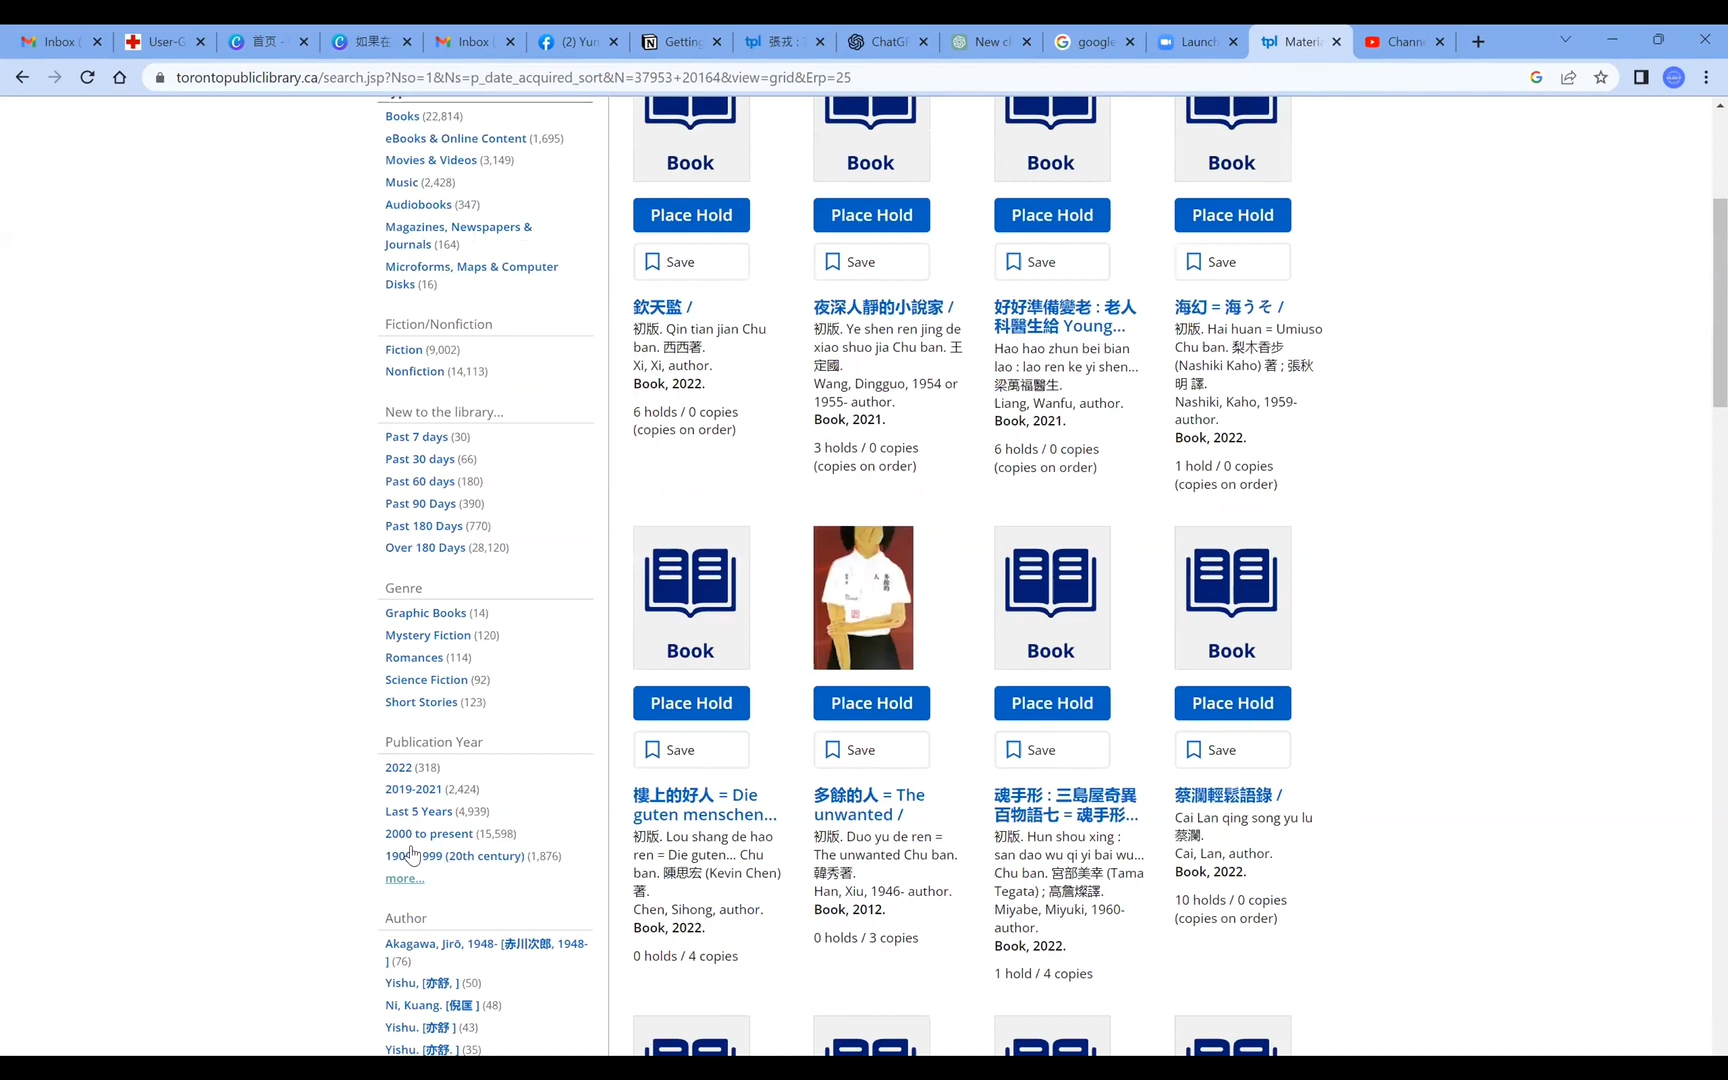 Inbox (
User-G
首页 -
如果在
Inbox (
(2) Yun
Getting
張戎 :
ChatGP
New ch
google
Launch
Materia
Chann
torontopubliclibrary.ca/search.jsp?Nso=1&Ns=p_date_acquired_sort&N=37953+20164&view=grid&Erp=25
Books (22,814)
eBooks & Online Content (1,695)
Movies & Videos (3,149)
Music (2,428)
Audiobooks (347)
Magazines, Newspapers &
Journals (164)
Microforms, Maps & Computer
Disks (16)
Fiction/Nonfiction
Fiction (9,002)
Nonfiction (14,113)
New to the library...
Past 7 days (30)
Past 30 days (66)
Past 60 days (180)
Past 90 Days (390)
Past 180 Days (770)
Over 180 Days (28,120)
Genre
Graphic Books (14)
Mystery Fiction (120)
Romances (114)
Science Fiction (92)
Short Stories (123)
Publication Year
2022 (318)
2019-2021 (2,424)
Last 5 Years (4,939)
2000 to present (15,598)
(20th century) (1,876)
more...
Author
Akagawa, Jirō, 1948- [赤川次郎, 1948-
] (76)
Yishu, [亦舒, ] (50)
Ni, Kuang. [倪匡 ] (48)
Yishu. [亦舒 ] (43)
Yishu. [亦舒. ] (35)
Book
Place Hold
Save
欽天監 /
初版. Qin tian jian Chu
ban. 西西著.
Xi, Xi, author.
Book, 2022.
6 holds / 0 copies
(copies on order)
Book
Place Hold
Save
夜深人靜的小說家 /
初版. Ye shen ren jing de
xiao shuo jia Chu ban. 王
定國.
Wang, Dingguo, 1954 or
1955- author.
Book, 2021.
3 holds / 0 copies
(copies on order)
Book
Place Hold
Save
好好準備變老 : 老人
科醫生給 Young...
Hao hao zhun bei bian
lao : lao ren ke yi shen...
梁萬福醫生.
Liang, Wanfu, author.
Book, 2021.
6 holds / 0 copies
(copies on order)
Book
Place Hold
Save
海幻 = 海うそ /
初版. Hai huan = Umiuso
Chu ban. 梨木香步
(Nashiki Kaho) 著 ; 張秋
明 譯.
Nashiki, Kaho, 1959-
author.
Book, 2022.
1 hold / 0 copies
(copies on order)
Book
Place Hold
Save
樓上的好人 = Die
guten menschen...
初版. Lou shang de hao
ren = Die guten... Chu
ban. 陳思宏 (Kevin Chen)
著.
Chen, Sihong, author.
Book, 2022.
0 holds / 4 copies
多餘的人
Place Hold
Save
多餘的人 = The
unwanted /
初版. Duo yu de ren =
The unwanted Chu ban.
韓秀著.
Han, Xiu, 1946- author.
Book, 2012.
0 holds / 3 copies
Book
Place Hold
Save
魂手形 : 三島屋奇異
百物語七 = 魂手形...
初版. Hun shou xing :
san dao wu qi yi bai wu...
Chu ban. 宮部美幸 (Tama
Tegata) ; 高詹燦譯.
Miyabe, Miyuki, 1960-
author.
Book, 2022.
1 hold / 4 copies
Book
Place Hold
Save
蔡瀾輕鬆語錄 /
Cai Lan qing song yu lu
蔡瀾.
Cai, Lan, author.
Book, 2022.
10 holds / 0 copies
(copies on order)